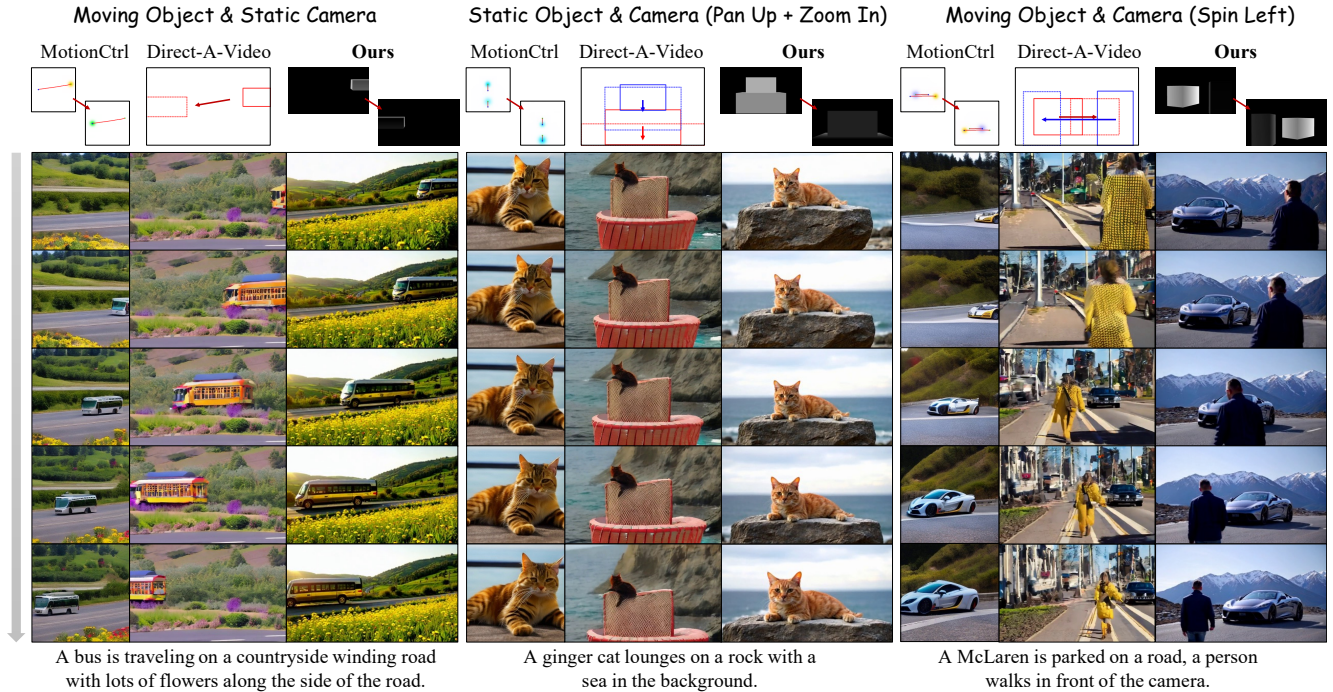 Moving Object & Static Camera
Static Object & Camera (Pan Up + Zoom In)
Moving Object & Camera (Spin Left)
MotionCtrl
Direct-A-Video
Ours
MotionCtrl
Direct-A-Video
Ours
MotionCtrl
Direct-A-Video
Ours
A bus is traveling on a countryside winding road
with lots of flowers along the side of the road.
A ginger cat lounges on a rock with a
sea in the background.
A McLaren is parked on a road, a person
walks in front of the camera.